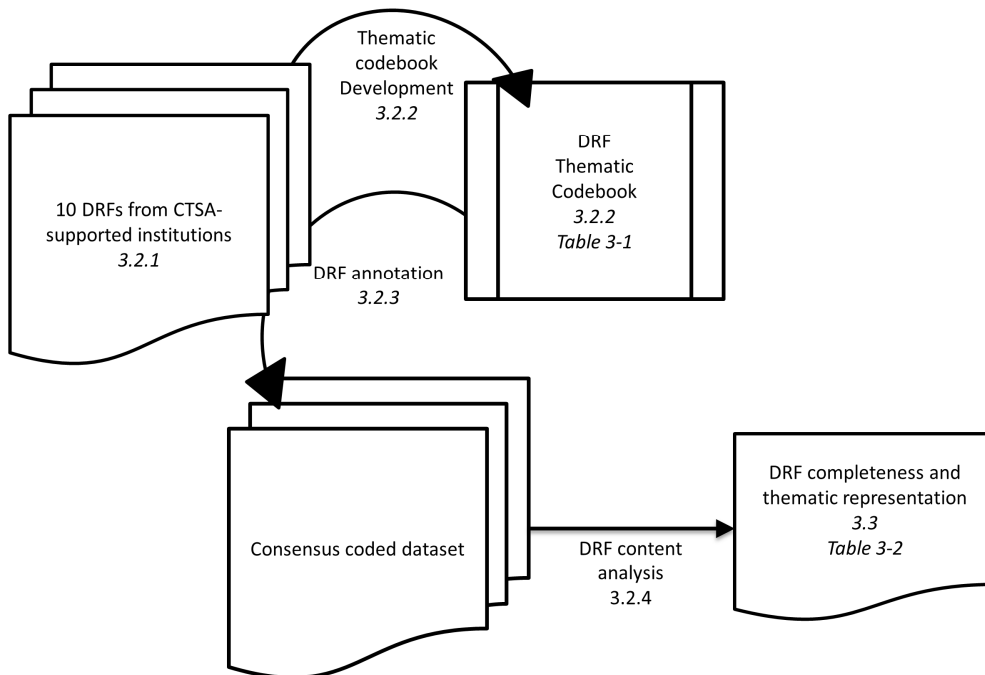 Thematic
codebook
Development
3.2.2
DRF
Thematic
Codebook
3.2.2
Table 3-1
10 DRFs from CTSA-
supported institutions
3.2.1
DRF annotation
3.2.3
Consensus coded dataset
DRF content
analysis
3.2.4
DRF completeness and
thematic representation
3.3
Table 3-2